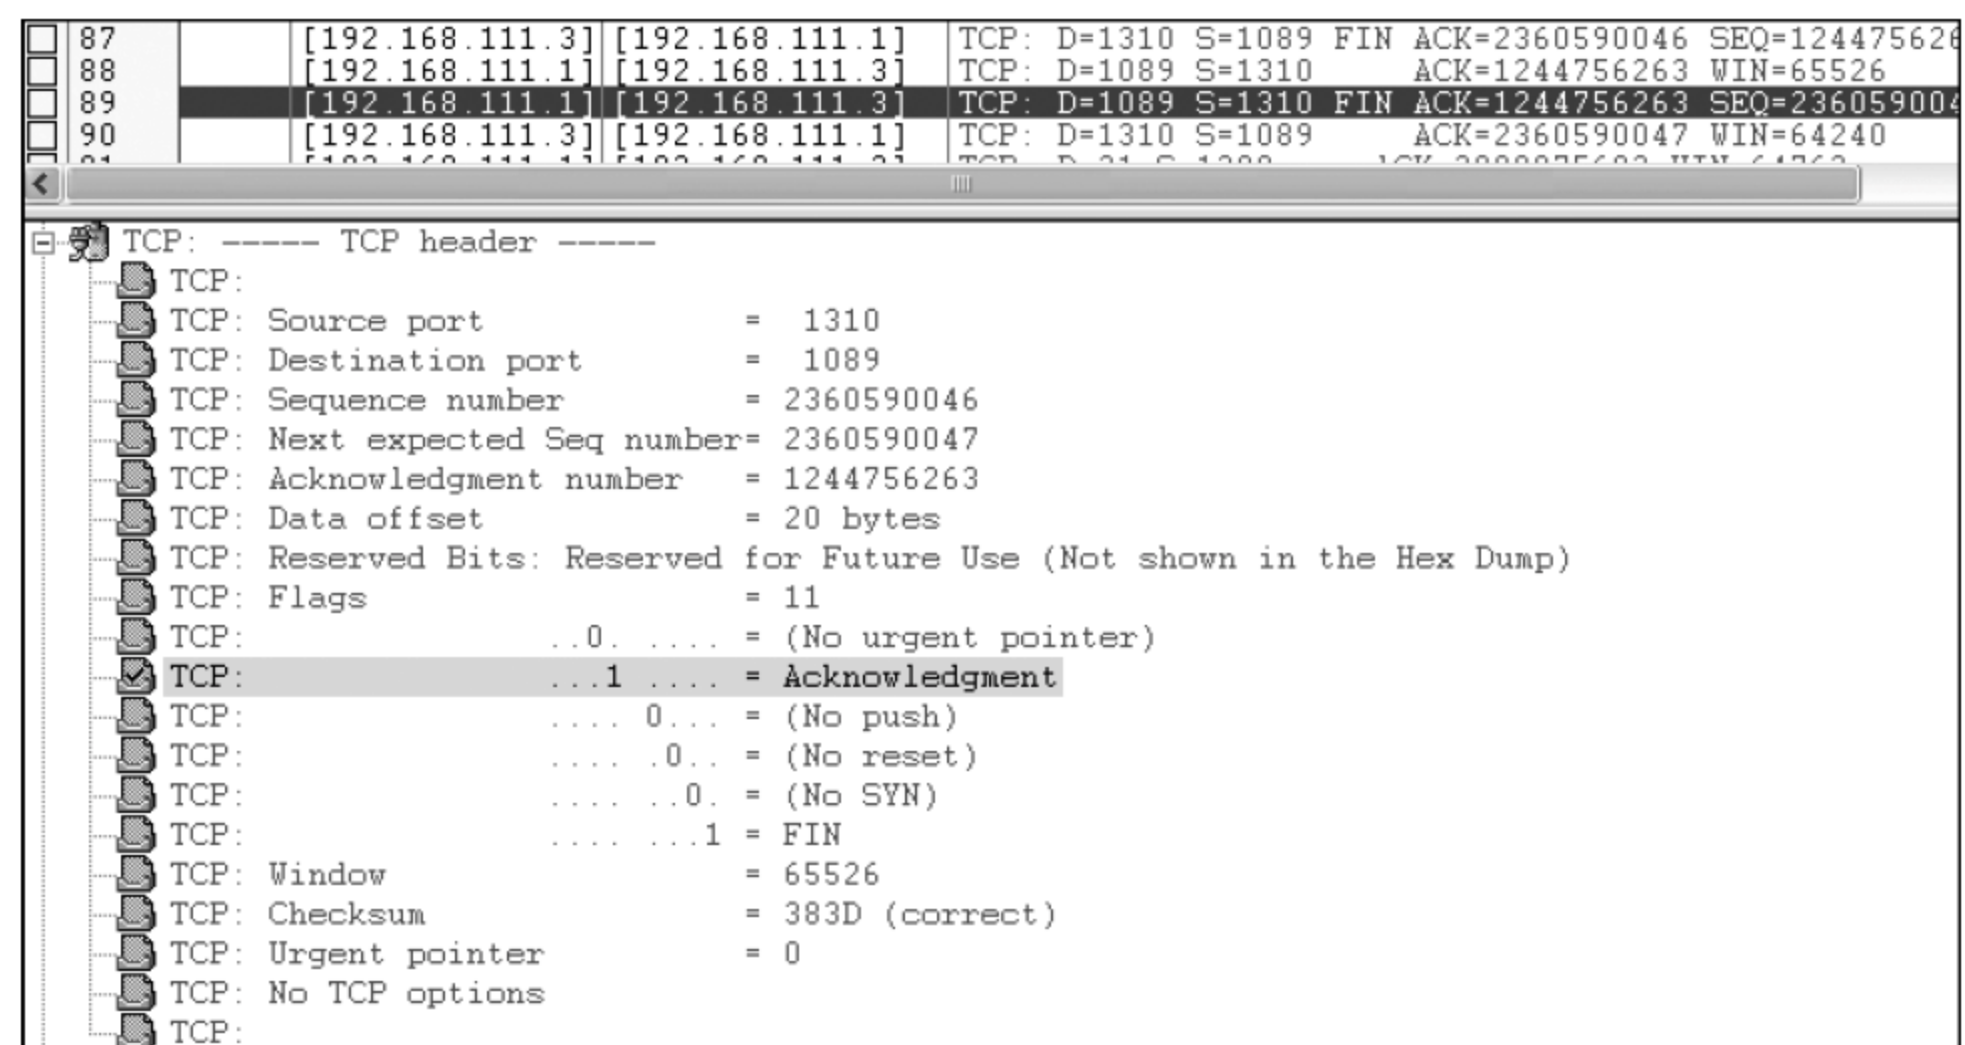 87 [192.168.111.3] [192.168.111.1] TCP: D=1310 S=1089 FIN ACK=2360590046 SEQ=124475626
88 [192.168.111.1] [192.168.111.3] TCP: D=1089 S=1310 ACK=1244756263 WIN=65526
89 [192.168.111.1] [192.168.111.3] TCP: D=1089 S=1310 FIN ACK=1244756263 SEQ=236059004
90 [192.168.111.3] [192.168.111.1] TCP: D=1310 S=1089 ACK=2360590047 WIN=64240
TCP: ----- TCP header -----
TCP:
TCP: Source port = 1310
TCP: Destination port = 1089
TCP: Sequence number = 2360590046
TCP: Next expected Seq number= 2360590047
TCP: Acknowledgment number = 1244756263
TCP: Data offset = 20 bytes
TCP: Reserved Bits: Reserved for Future Use (Not shown in the Hex Dump)
TCP: Flags = 11
TCP: ..0. .... = (No urgent pointer)
TCP: ...1 .... = Acknowledgment
TCP: .... 0... = (No push)
TCP: .... .0.. = (No reset)
TCP: .... ..0. = (No SYN)
TCP: .... ...1 = FIN
TCP: Window = 65526
TCP: Checksum = 383D (correct)
TCP: Urgent pointer = 0
TCP: No TCP options
TCP: